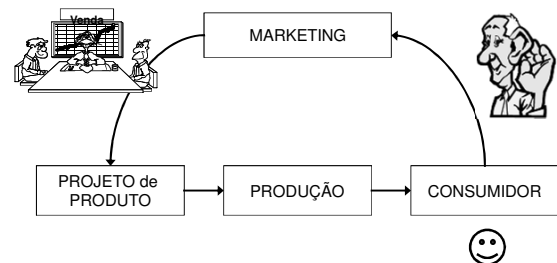 Venda
MARKETING
PROJETO de
PRODUTO
PRODUÇÃO
CONSUMIDOR